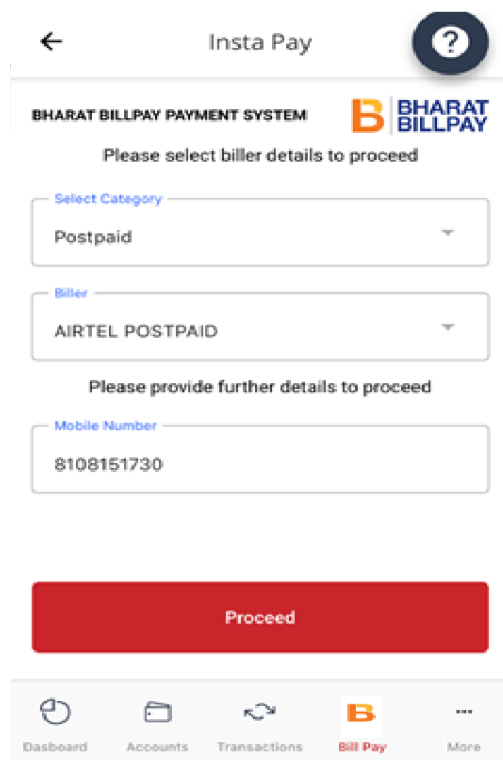 Insta Pay
?
BHARAT BILLPAY PAYMENT SYSTEM
B BHARAT
BILLPAY
Please select biller details to proceed
Select Category
Postpaid
Biller
AIRTEL POSTPAID
Please provide further details to proceed
Mobile Number
8108151730
Proceed
Dasboard Accounts Transactions Bill Pay More